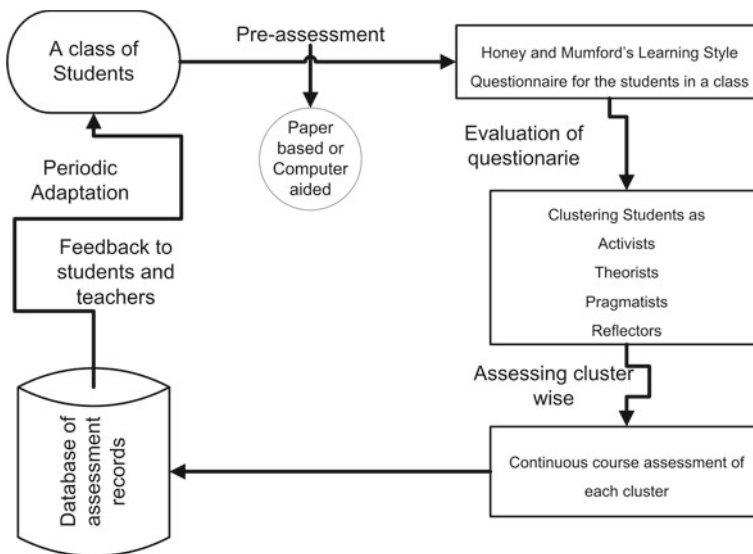 A class of
Students
Pre-assessment
Honey and Mumford's Learning Style
Questionnaire for the students in a class
Paper
based or
Computer
aided
Evaluation of
questionarie
Periodic
Adaptation
Clustering Students as
Activists
Theorists
Pragmatists
Reflectors
Feedback to
students and
teachers
Assessing cluster
wise
Database of
assessment
records
Continuous course assessment of
each cluster